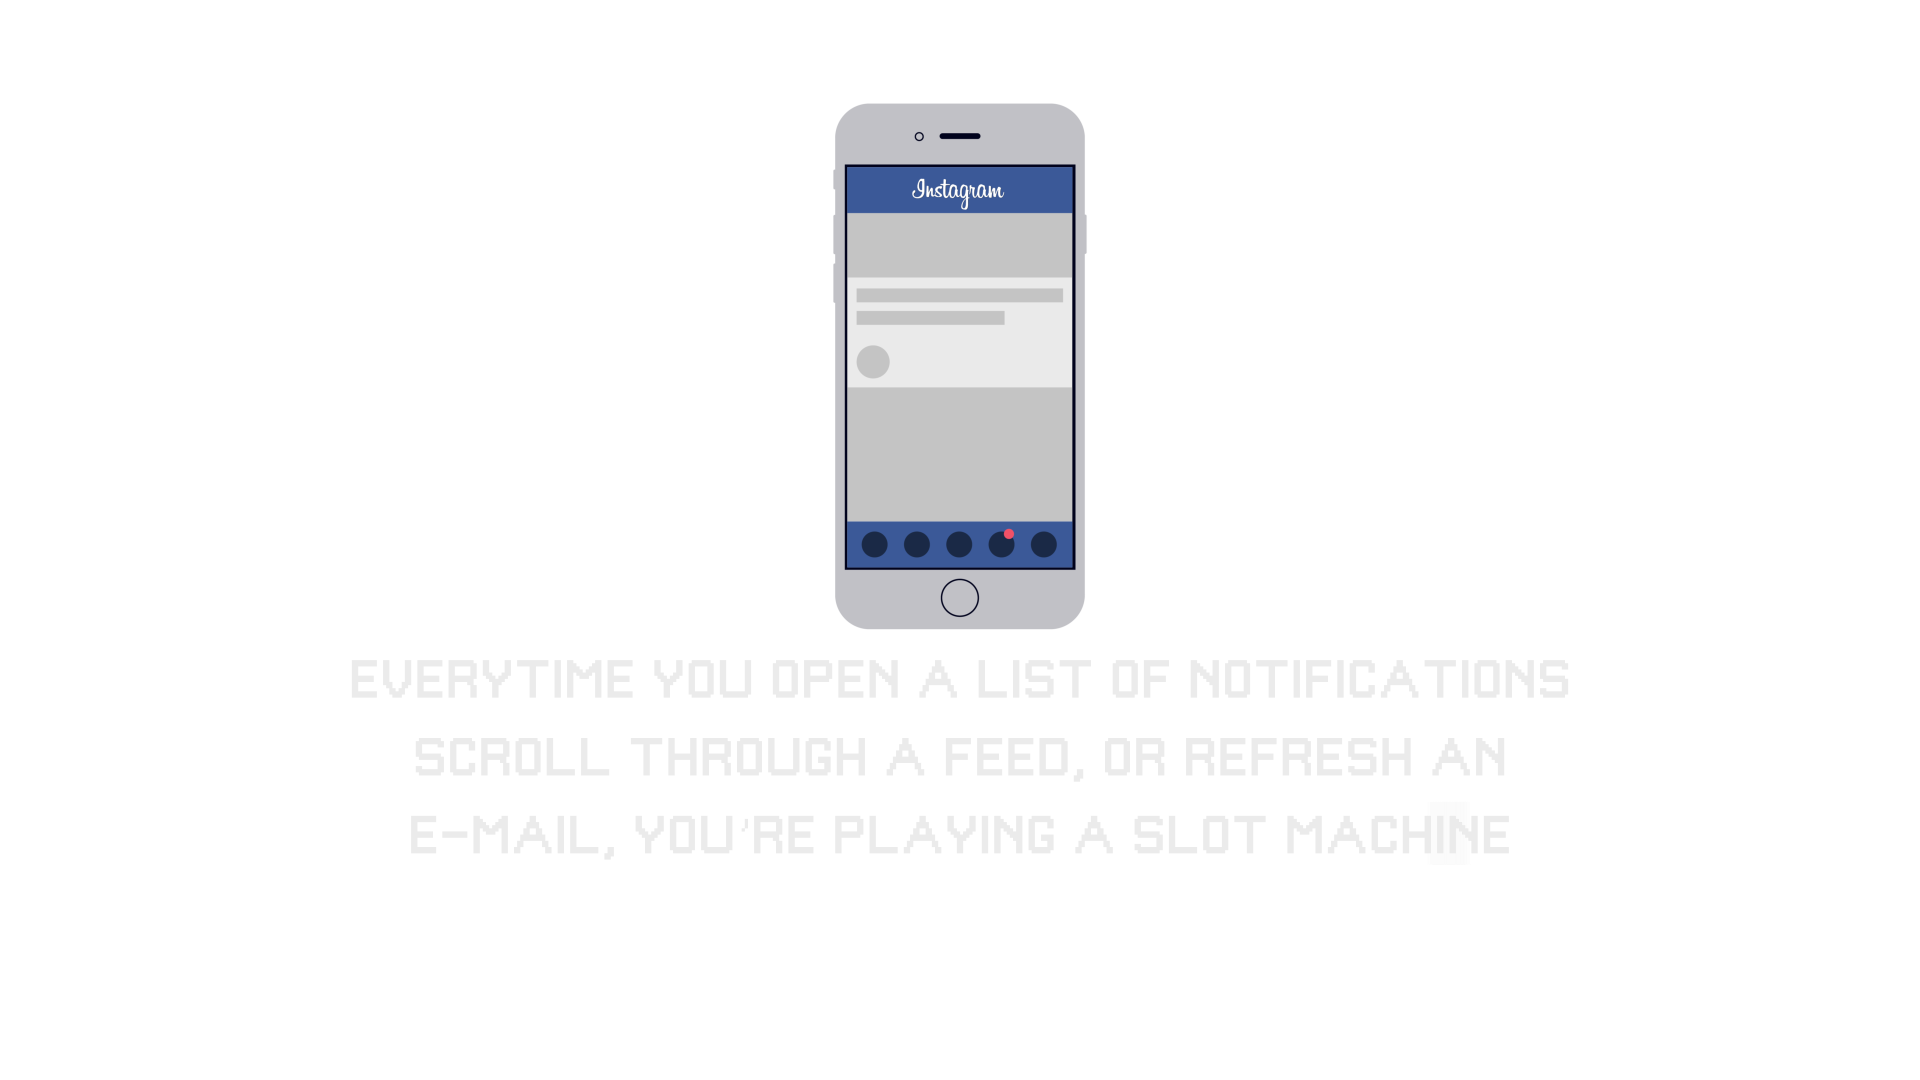 Instagram
EVERYTIME YOU OPEN A LIST OF NOTIFICATIONS
SCROLL THROUGH A FEED, OR REFRESH AN
E-MAIL, YOU'RE PLAYING A SLOT MACHINE